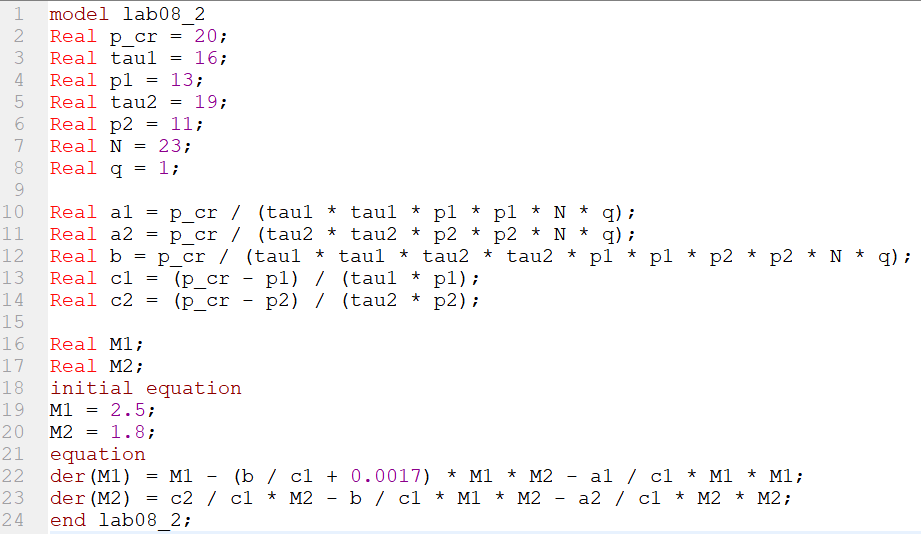 1 model lab08_2
2 Real p_cr = 20;
3 Real tau1 = 16;
4 Real p1 = 13;
5 Real tau2 = 19;
6 Real p2 = 11;
7 Real N = 23;
8 Real q = 1;
9
10 Real a1 = p_cr / (tau1 * tau1 * p1 * p1 * N * q);
11 Real a2 = p_cr / (tau2 * tau2 * p2 * p2 * N * q);
12 Real b = p_cr / (tau1 * tau1 * tau2 * tau2 * p1 * p1 * p2 * p2 * N * q);
13 Real c1 = (p_cr - p1) / (tau1 * p1);
14 Real c2 = (p_cr - p2) / (tau2 * p2);
15
16 Real M1;
17 Real M2;
18 initial equation
19 M1 = 2.5;
20 M2 = 1.8;
21 equation
22 der(M1) = M1 - (b / c1 + 0.0017) * M1 * M2 - a1 / c1 * M1 * M1;
23 der(M2) = c2 / c1 * M2 - b / c1 * M1 * M2 - a2 / c1 * M2 * M2;
24 end lab08_2;